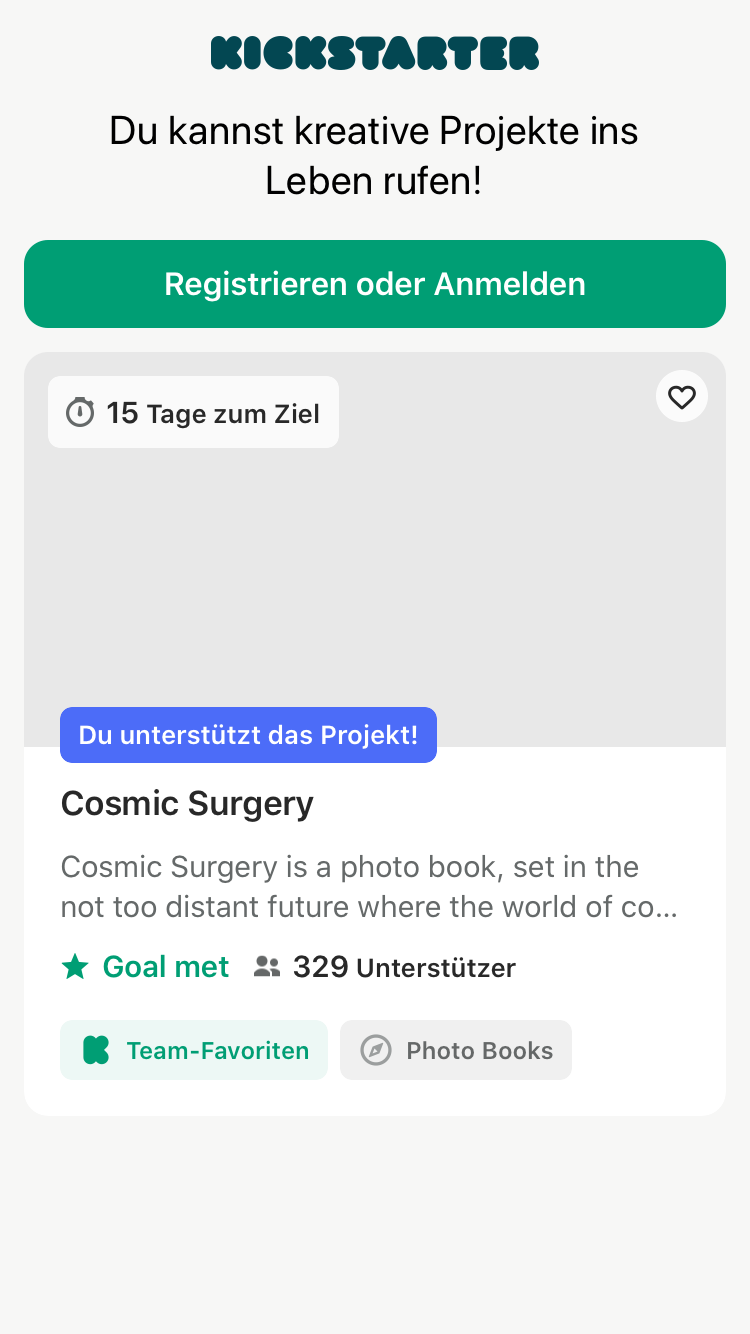 KICKSTARTER
Du kannst kreative Projekte ins
Leben rufen!
Registrieren oder Anmelden
15 Tage zum Ziel
Du unterstützt das Projekt!
Cosmic Surgery
Cosmic Surgery is a photo book, set in the
not too distant future where the world of co...
Goal met 329 Unterstützer
Team-Favoriten Photo Books